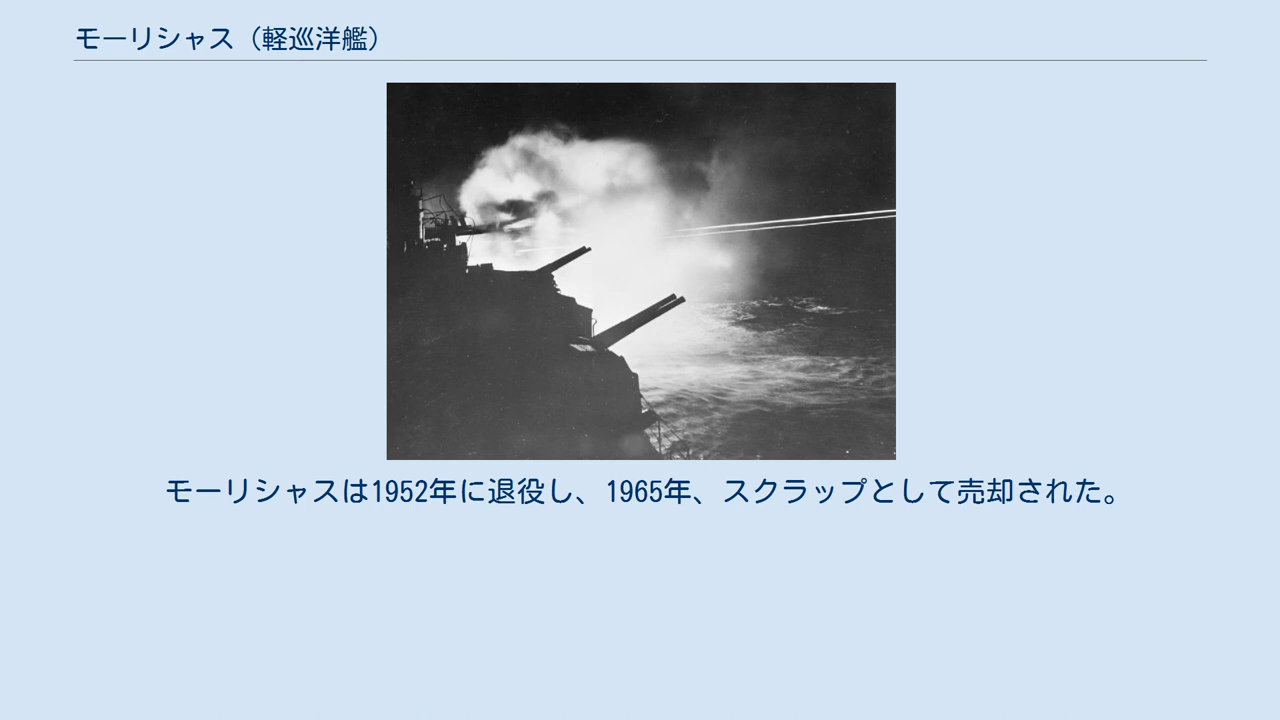 モーリシャス（軽巡洋艦）
モーリシャスは1952年に退役し、1965年、スクラップとして売却された。